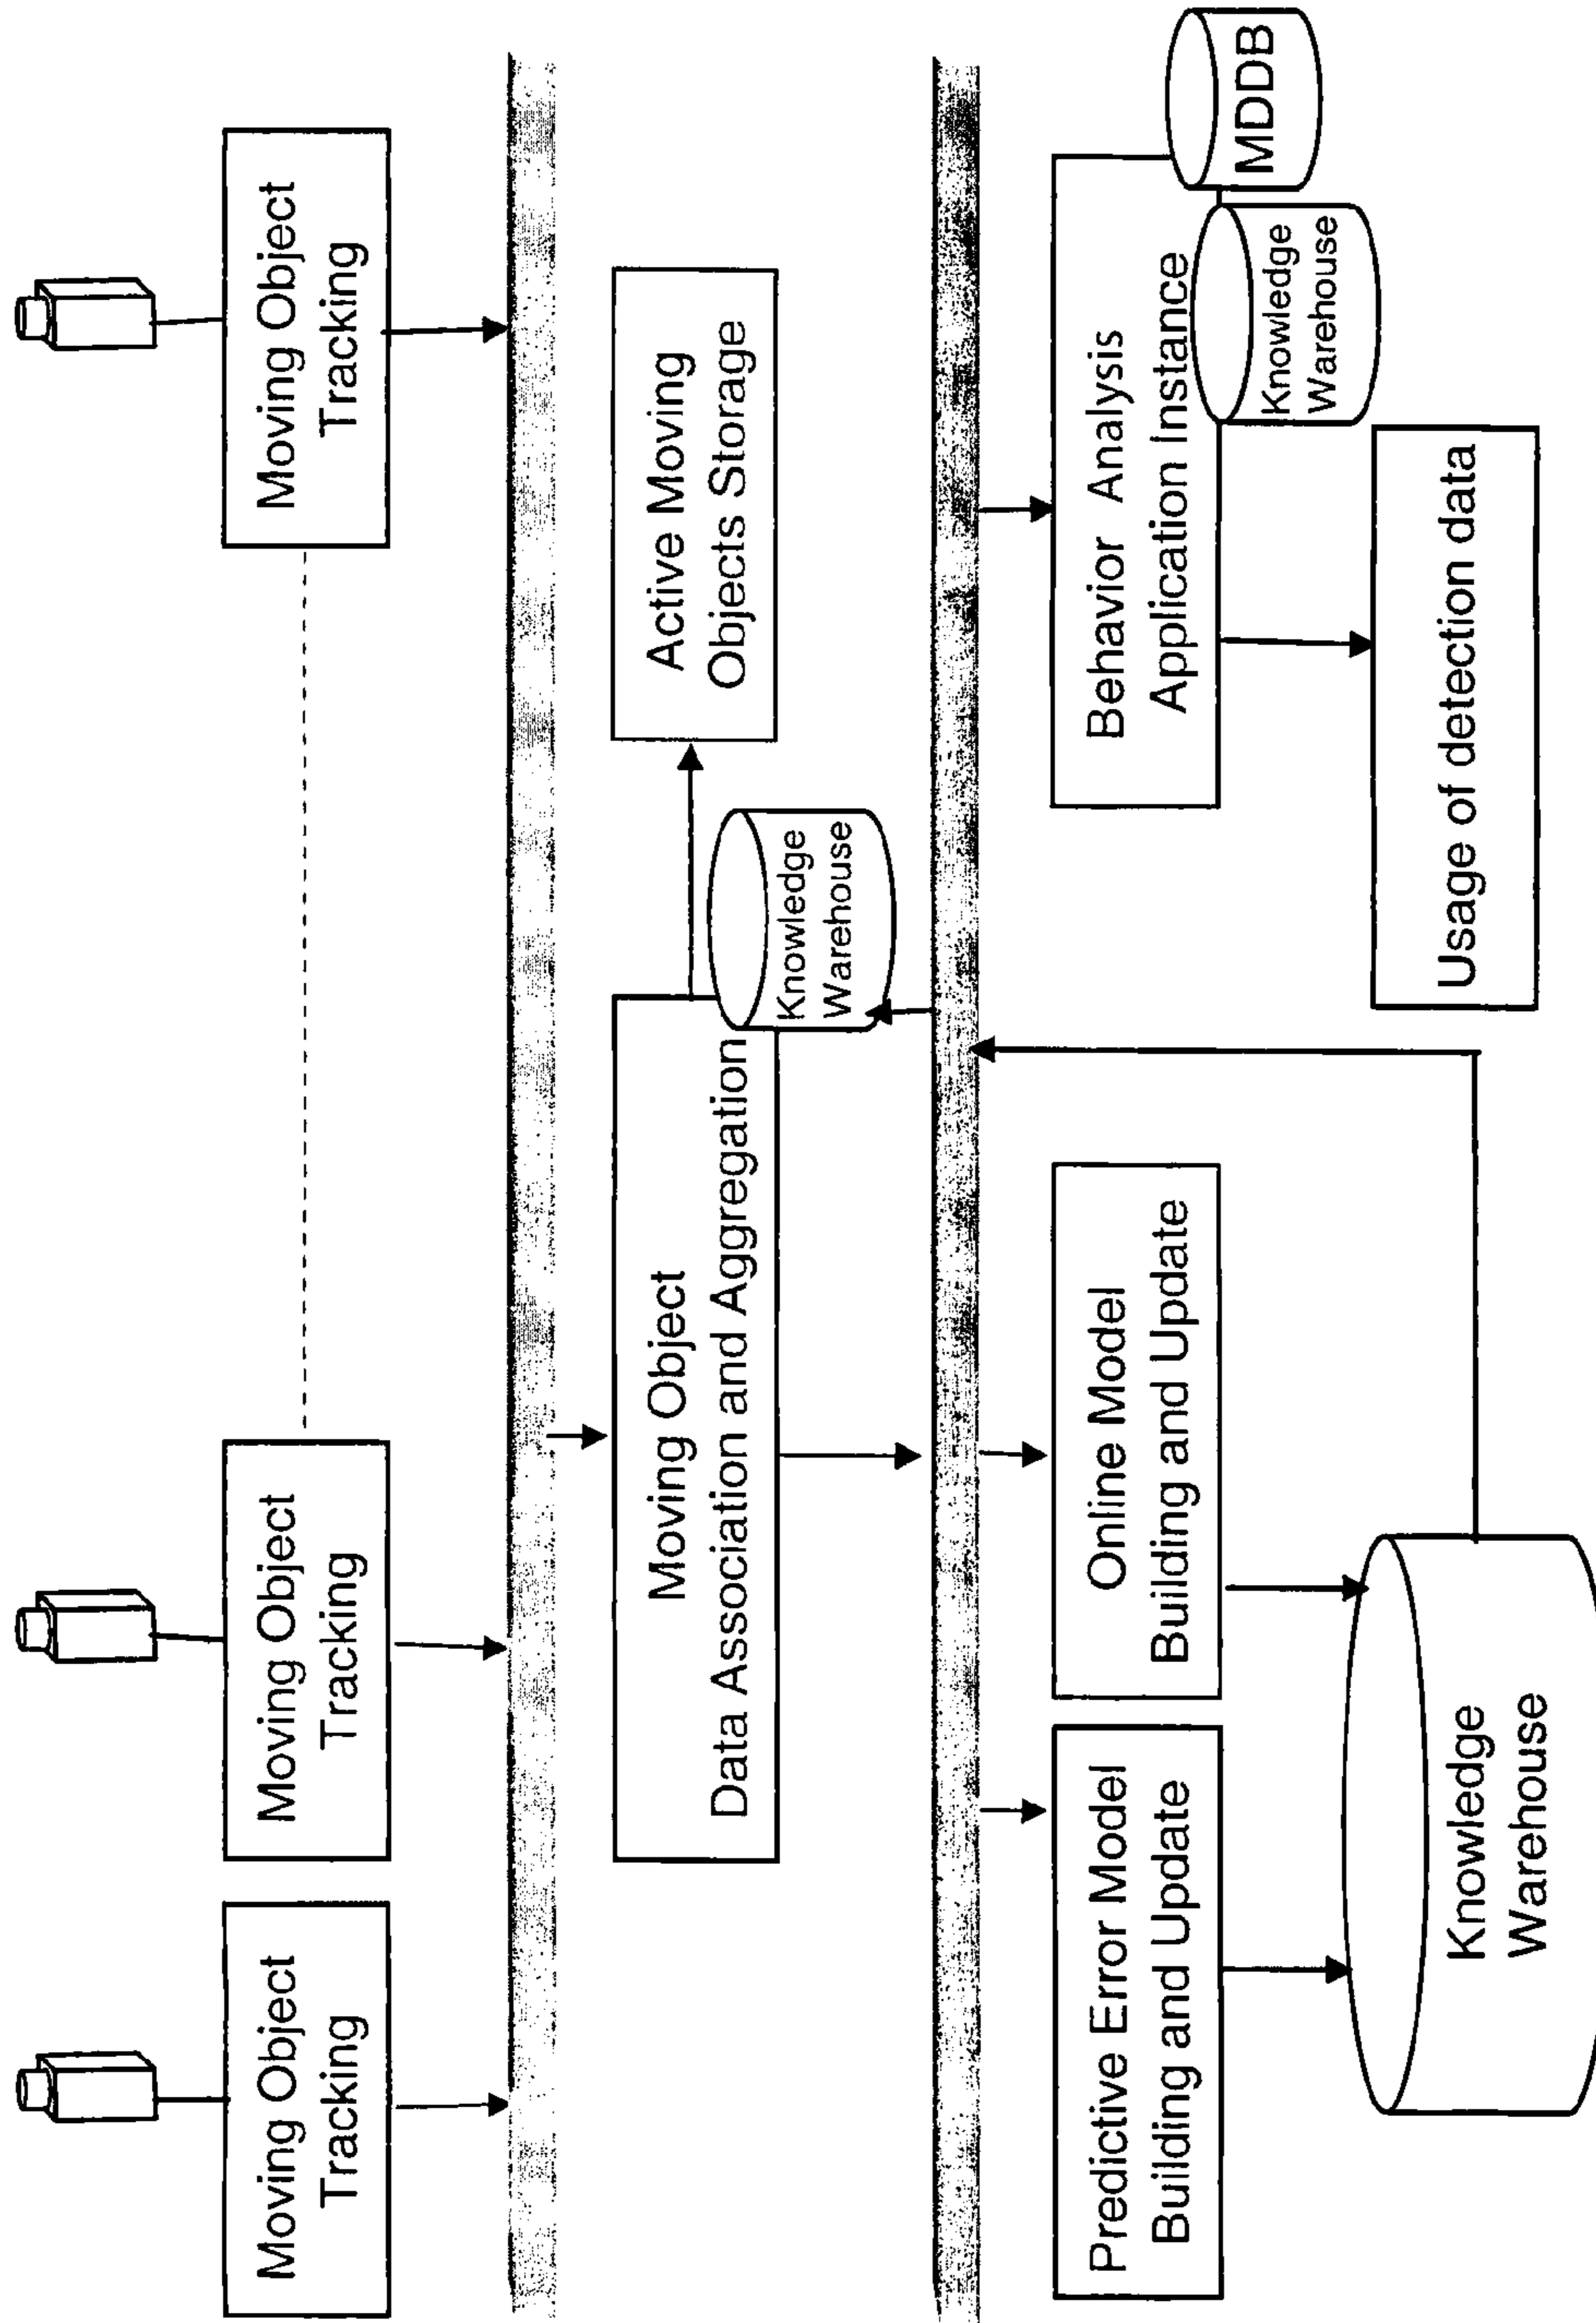 Moving Object
Tracking
Moving Object
Tracking
Moving Object
Tracking
Moving Object
Data Association and Aggregation
Knowledge
Warehouse
Active Moving
Objects Storage
Predictive Error Model
Building and Update
Online Model
Building and Update
Behavior Analysis
Application Instance
Knowledge
Warehouse
MDDB
Knowledge
Warehouse
Usage of detection data